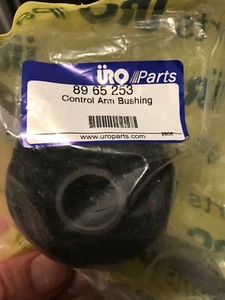 ÜRO Parts
89 65 253
Control Arm Bushing
www.uroparts.com